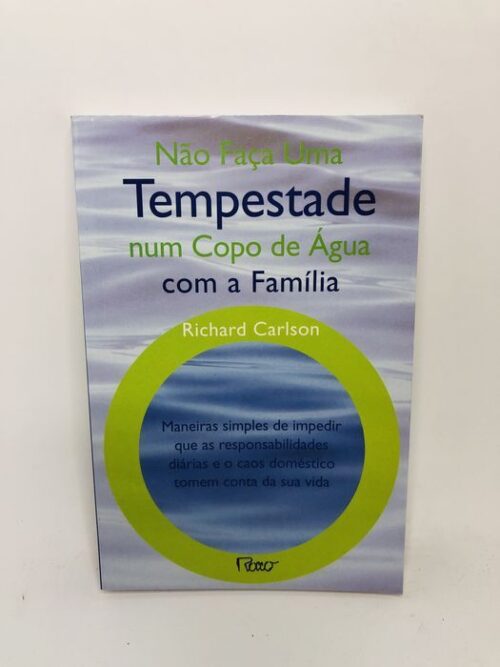 Não Faça Uma
Tempestade
num Copo de Água
com a Família
Richard Carlson
Maneiras simples de impedir
que as responsabilidades
diárias e o caos doméstico
tomem conta da sua vida
Rocco